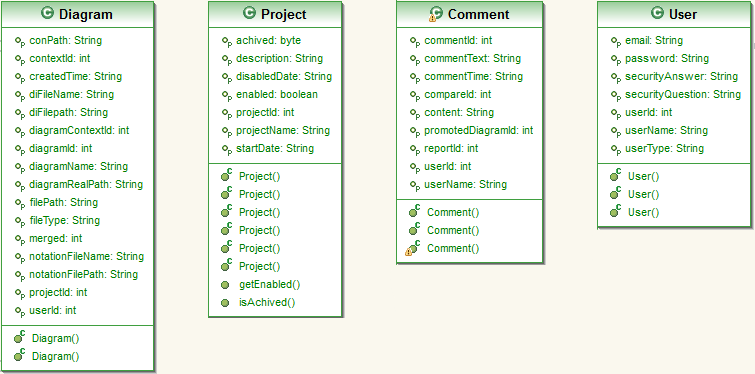 Diagram
conPath: String
contextId: int
createdTime: String
diFileName: String
diFilepath: String
diagramContextId: int
diagramId: int
diagramName: String
diagramRealPath: String
filePath: String
fileType: String
merged: int
notationFileName: String
notationFilePath: String
projectId: int
userId: int
Diagram()
Diagram()
Project
achived: byte
description: String
disabledDate: String
enabled: boolean
projectId: int
projectName: String
startDate: String
Project()
Project()
Project()
Project()
Project()
Project()
getEnabled()
isAchived()
Comment
commentId: int
commentText: String
commentTime: String
compareId: int
content: String
promotedDiagramId: int
reportId: int
userId: int
userName: String
Comment()
Comment()
Comment()
User
email: String
password: String
securityAnswer: String
securityQuestion: String
userId: int
userName: String
userType: String
User()
User()
User()